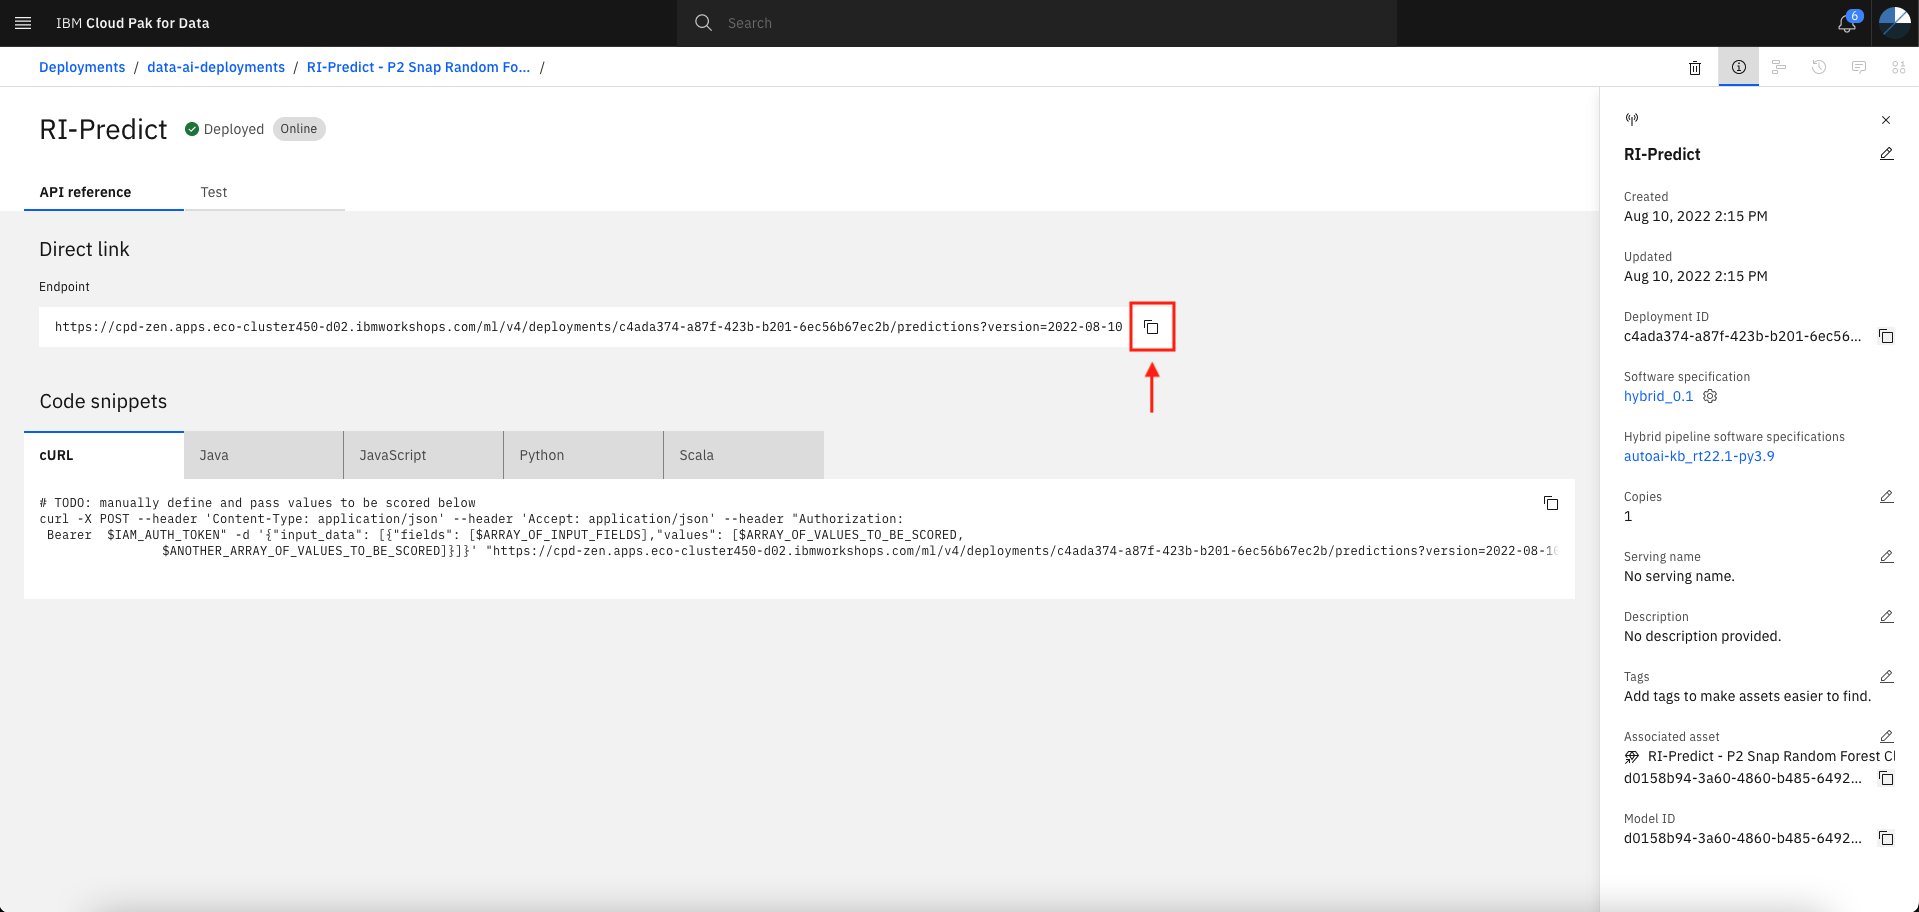 IBM Cloud Pak for Data
Search
6
Deployments / data-ai-deployments / RI-Predict - P2 Snap Random Fo... /
RI-Predict
Deployed
Online
API reference
Test
Direct link
Endpoint
https://cpd-zen.apps.eco-cluster450-d02.ibmworkshops.com/ml/v4/deployments/c4ada374-a87f-423b-b201-6ec56b67ec2b/predictions?version=2022-08-10
Code snippets
cURL
Java
JavaScript
Python
Scala
# TODO: manually define and pass values to be scored below
curl -X POST --header 'Content-Type: application/json' --header 'Accept: application/json' --header "Authorization:
Bearer  $IAM_AUTH_TOKEN" -d '{"input_data": [{"fields": [$ARRAY_OF_INPUT_FIELDS],"values": [$ARRAY_OF_VALUES_TO_BE_SCORED,
$ANOTHER_ARRAY_OF_VALUES_TO_BE_SCORED]}]}' "https://cpd-zen.apps.eco-cluster450-d02.ibmworkshops.com/ml/v4/deployments/c4ada374-a87f-423b-b201-6ec56b67ec2b/predictions?version=2022-08-10
RI-Predict
Created
Aug 10, 2022 2:15 PM
Updated
Aug 10, 2022 2:15 PM
Deployment ID
c4ada374-a87f-423b-b201-6ec56...
Software specification
hybrid_0.1
Hybrid pipeline software specifications
autoai-kb_rt22.1-py3.9
Copies
1
Serving name
No serving name.
Description
No description provided.
Tags
Add tags to make assets easier to find.
Associated asset
RI-Predict - P2 Snap Random Forest Cl
d0158b94-3a60-4860-b485-6492...
Model ID
d0158b94-3a60-4860-b485-6492...